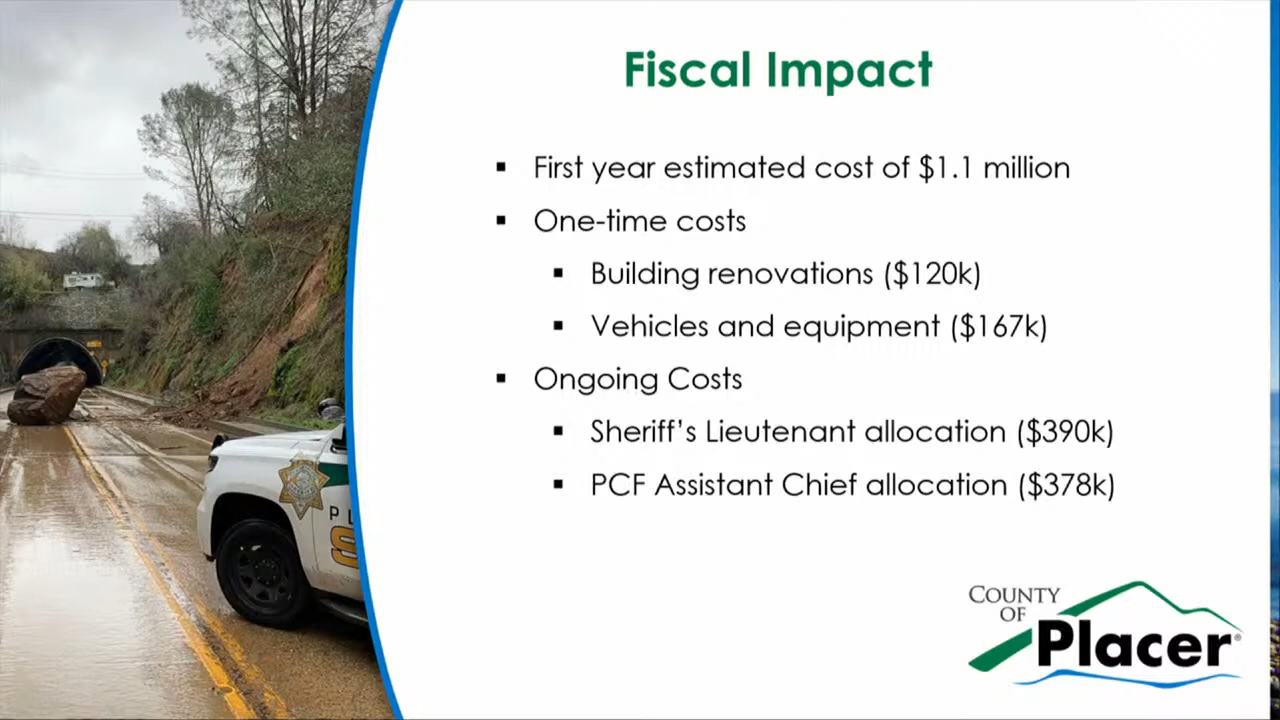 Fiscal Impact
▪ First year estimated cost of $1.1 million
▪ One-time costs
▪ Building renovations ($120k)
▪ Vehicles and equipment ($167k)
▪ Ongoing Costs
▪ Sheriff’s Lieutenant allocation ($390k)
▪ PCF Assistant Chief allocation ($378k)
COUNTY
OF
Placer®
PL
S